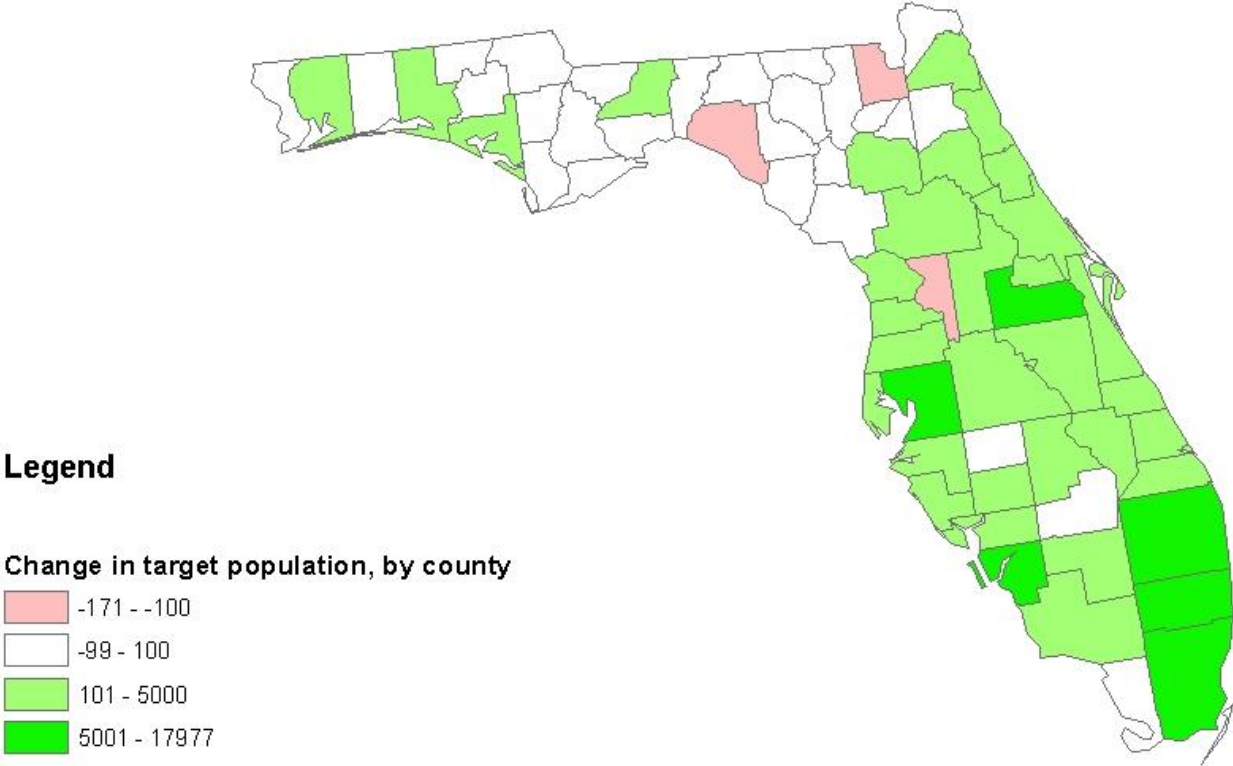 Legend
Change in target population, by county
-171 - -100
-99 - 100
101 - 5000
5001 - 17977